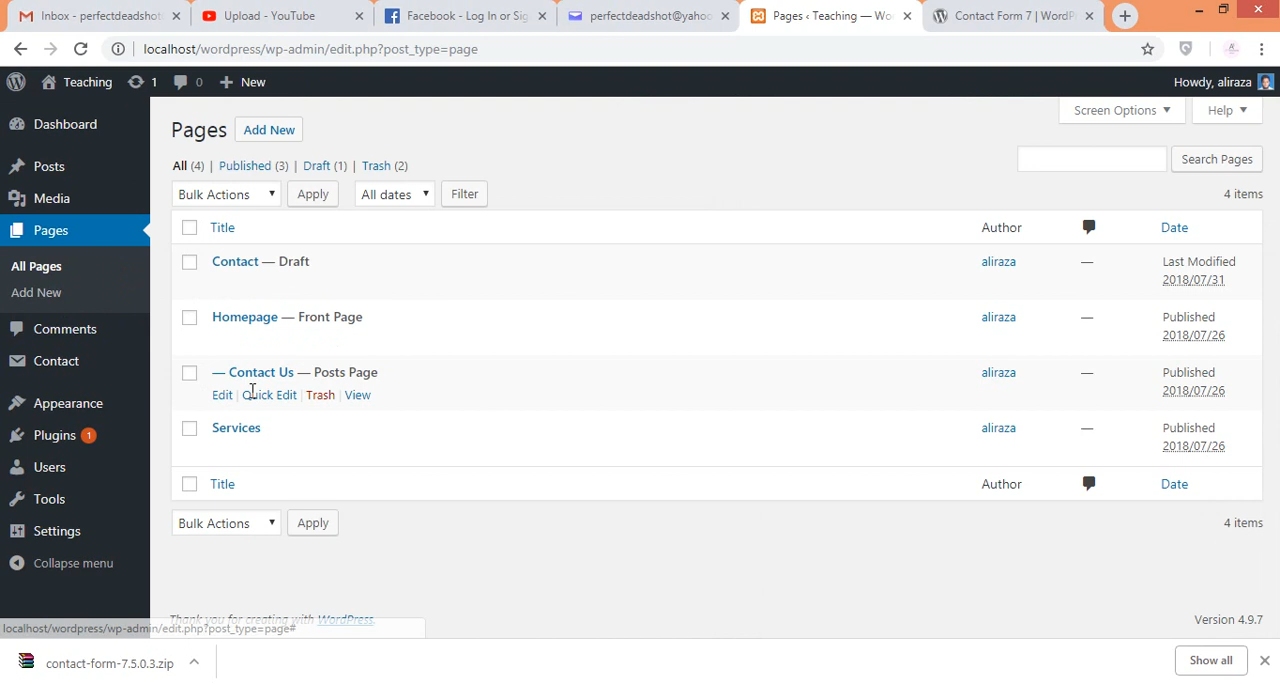 Inbox - perfectdeadshot
Upload - YouTube
Facebook - Log In or Sig
perfectdeadshot@yahoo
Pages ‹ Teaching — Wo
Contact Form 7 | WordP
localhost/wordpress/wp-admin/edit.php?post_type=page
Teaching
1
0
New
Howdy, aliraza
Dashboard
Posts
Media
Pages
All Pages
Add New
Comments
Contact
Appearance
Plugins 1
Users
Tools
Settings
Collapse menu
Screen Options
Help
Pages
Add New
All (4) | Published (3) | Draft (1) | Trash (2)
Search Pages
Bulk Actions
Apply
All dates
Filter
4 items
Title
Author
Date
Contact — Draft
aliraza
—
Last Modified
2018/07/31
Homepage — Front Page
aliraza
—
Published
2018/07/26
— Contact Us — Posts Page
Edit | Quick Edit | Trash | View
aliraza
—
Published
2018/07/26
Services
aliraza
—
Published
2018/07/26
Title
Author
Date
Bulk Actions
Apply
4 items
Thank you for creating with WordPress.
Version 4.9.7
localhost/wordpress/wp-admin/edit.php?post_type=page#
contact-form-7.5.0.3.zip
Show all